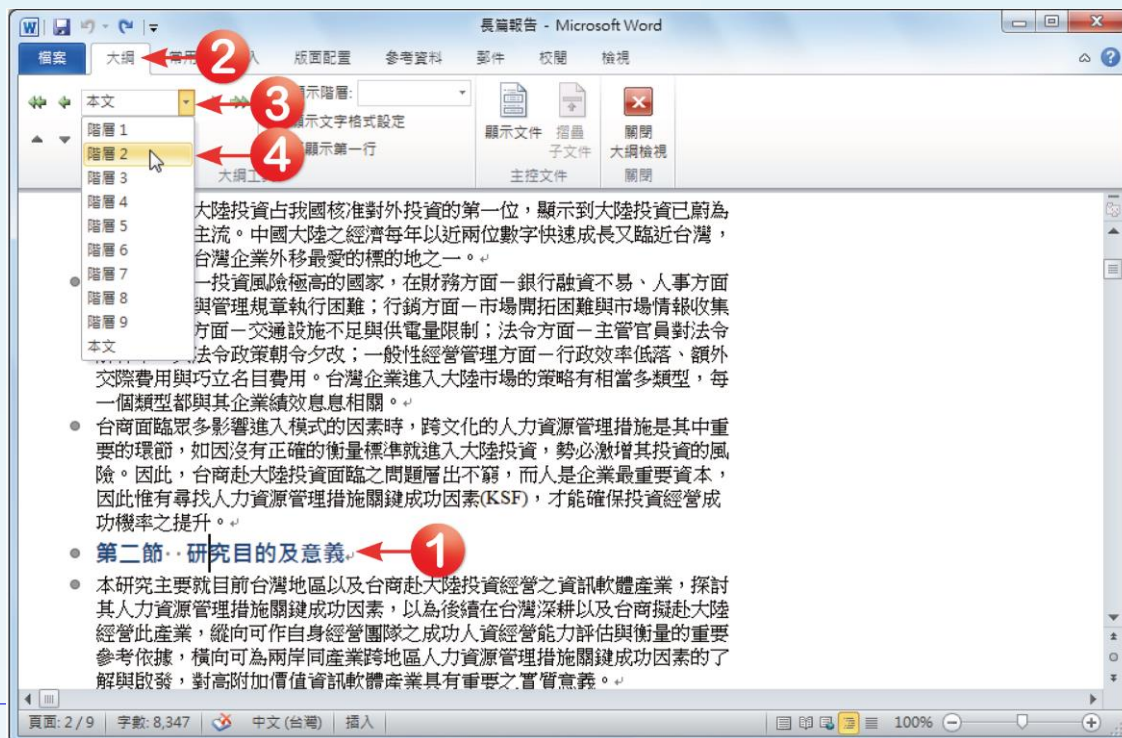 長篇報告 - Microsoft Word
檔案 大綱 常用 入 版面配置 參考資料 郵件 校閱 檢視
2
本文
3
示階層:
顯示文字格式設定
顯示第一行
顯示文件
摺疊
子文件
關閉
大綱檢視
大綱工
主控文件
關閉
階層 1
階層 2
階層 3
階層 4
階層 5
階層 6
階層 7
階層 8
階層 9
本文
4
大陸投資占我國核准對外投資的第一位,顯示到大陸投資已蔚為
主流。中國大陸之經濟每年以近兩位數字快速成長又臨近台灣,
台灣企業外移最愛的標的地之一。
一投資風險極高的國家,在財務方面－銀行融資不易、人事方面
與管理規章執行困難;行銷方面－市場開拓困難與市場情報收集
方面－交通設施不足與供電量限制;法令方面－主管官員對法令
法令政策朝令夕改;一般性經營管理方面－行政效率低落、額外
交際費用與巧立名目費用。台灣企業進入大陸市場的策略有相當多類型,每
一個類型都與其企業績效息息相關。
台商面臨眾多影響進入模式的因素時,跨文化的人力資源管理措施是其中重
要的環節,如因沒有正確的衡量標準就進入大陸投資,勢必激增其投資的風
險。因此,台商赴大陸投資面臨之問題層出不窮,而人是企業最重要資本,
因此惟有尋找人力資源管理措施關鍵成功因素(KSF),才能確保投資經營成
功機率之提升。
第二節 研究目的及意義
1
本研究主要就目前台灣地區以及台商赴大陸投資經營之資訊軟體產業,探討
其人力資源管理措施關鍵成功因素,以為後續在台灣深耕以及台商擬赴大陸
經營此產業,縱向可作自身經營團隊之成功人資經營能力評估與衡量的重要
參考依據,橫向可為兩岸同產業跨地區人力資源管理措施關鍵成功因素的了
解與啟發,對高附加價值資訊軟體產業具有重要之實質意義。
頁面: 2 / 9 字數: 8,347 中文 (台灣) 插入 100%